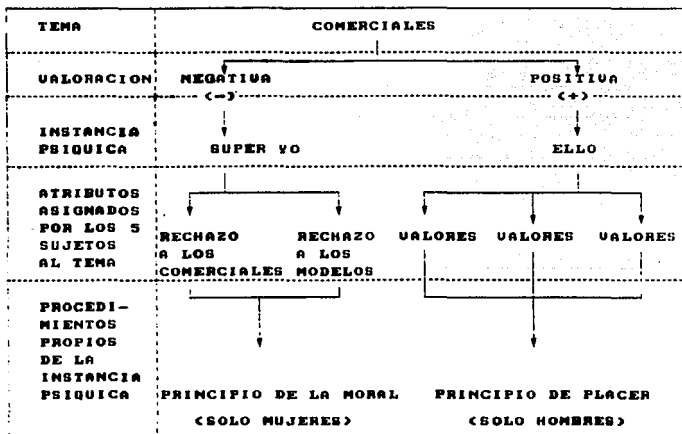 TEMA COMERCIALES
VALORACION NEGATIVA POSITIVA
(-) (+)
INSTANCIA
PSIQUICA SUPER YO ELLO
ATRIBUTOS
ASIGNADOS
POR LOS 5
SUJETOS
AL TEMA
RECHAZO RECHAZO VALORES VALORES VALORES
A LOS A LOS
COMERCIALES MODELOS
PROCEDI-
MIENTOS
PROPIOS
DE LA
INSTANCIA
PSIQUICA
PRINCIPIO DE LA MORAL PRINCIPIO DE PLACER
(SOLO MUJERES) (SOLO HOMBRES)